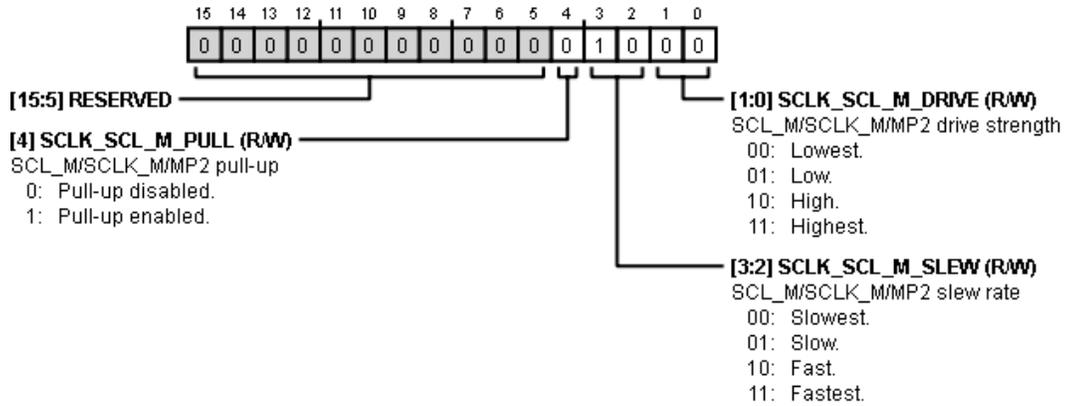 15 14 13 12 11 10 9 8 7 6 5 4 3 2 1 0
0 0 0 0 0 0 0 0 0 0 0 0 1 0 0 0
[15:5] RESERVED
[4] SCLK_SCL_M_PULL (R/W)
SCL_M/SCLK_M/MP2 pull-up
0: Pull-up disabled.
1: Pull-up enabled.
[1:0] SCLK_SCL_M_DRIVE (R/W)
SCL_M/SCLK_M/MP2 drive strength
00: Lowest.
01: Low.
10: High.
11: Highest.
[3:2] SCLK_SCL_M_SLEW (R/W)
SCL_M/SCLK_M/MP2 slew rate
00: Slowest.
01: Slow.
10: Fast.
11: Fastest.